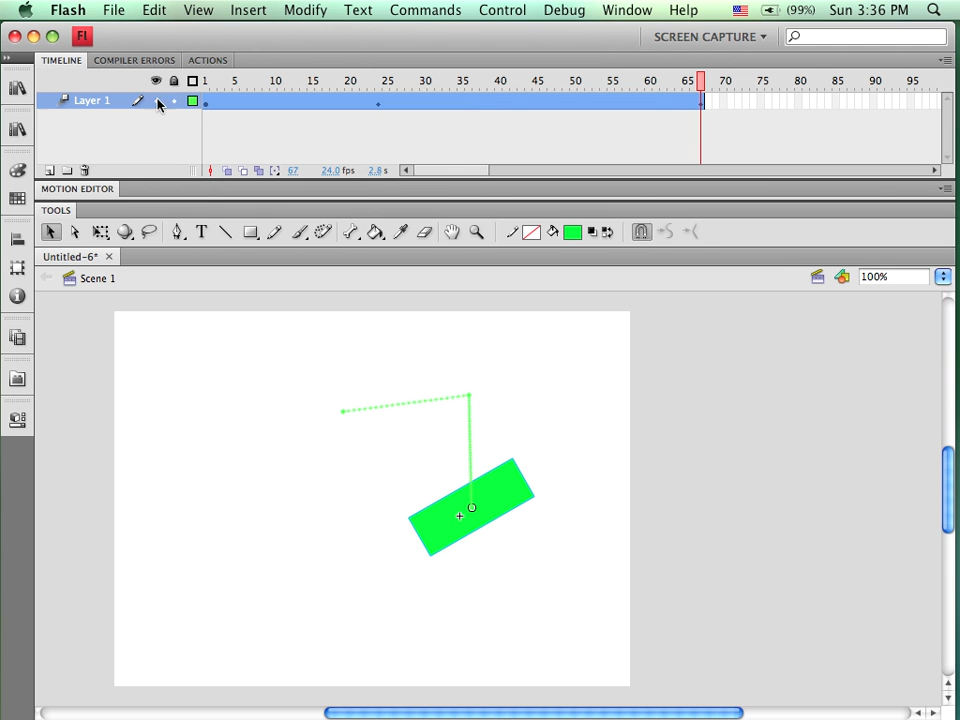 Flash File Edit View Insert Modify Text Commands Control Debug Window Help (99%) Sun 3:36 PM
Fl SCREEN CAPTURE
TIMELINE COMPILER ERRORS ACTIONS
1 5 10 15 20 25 30 35 40 45 50 55 60 65 70 75 80 85 90 95
Layer 1
67 24.0 fps 2.8 s
MOTION EDITOR
TOOLS
T
Untitled-6*
Scene 1 100%